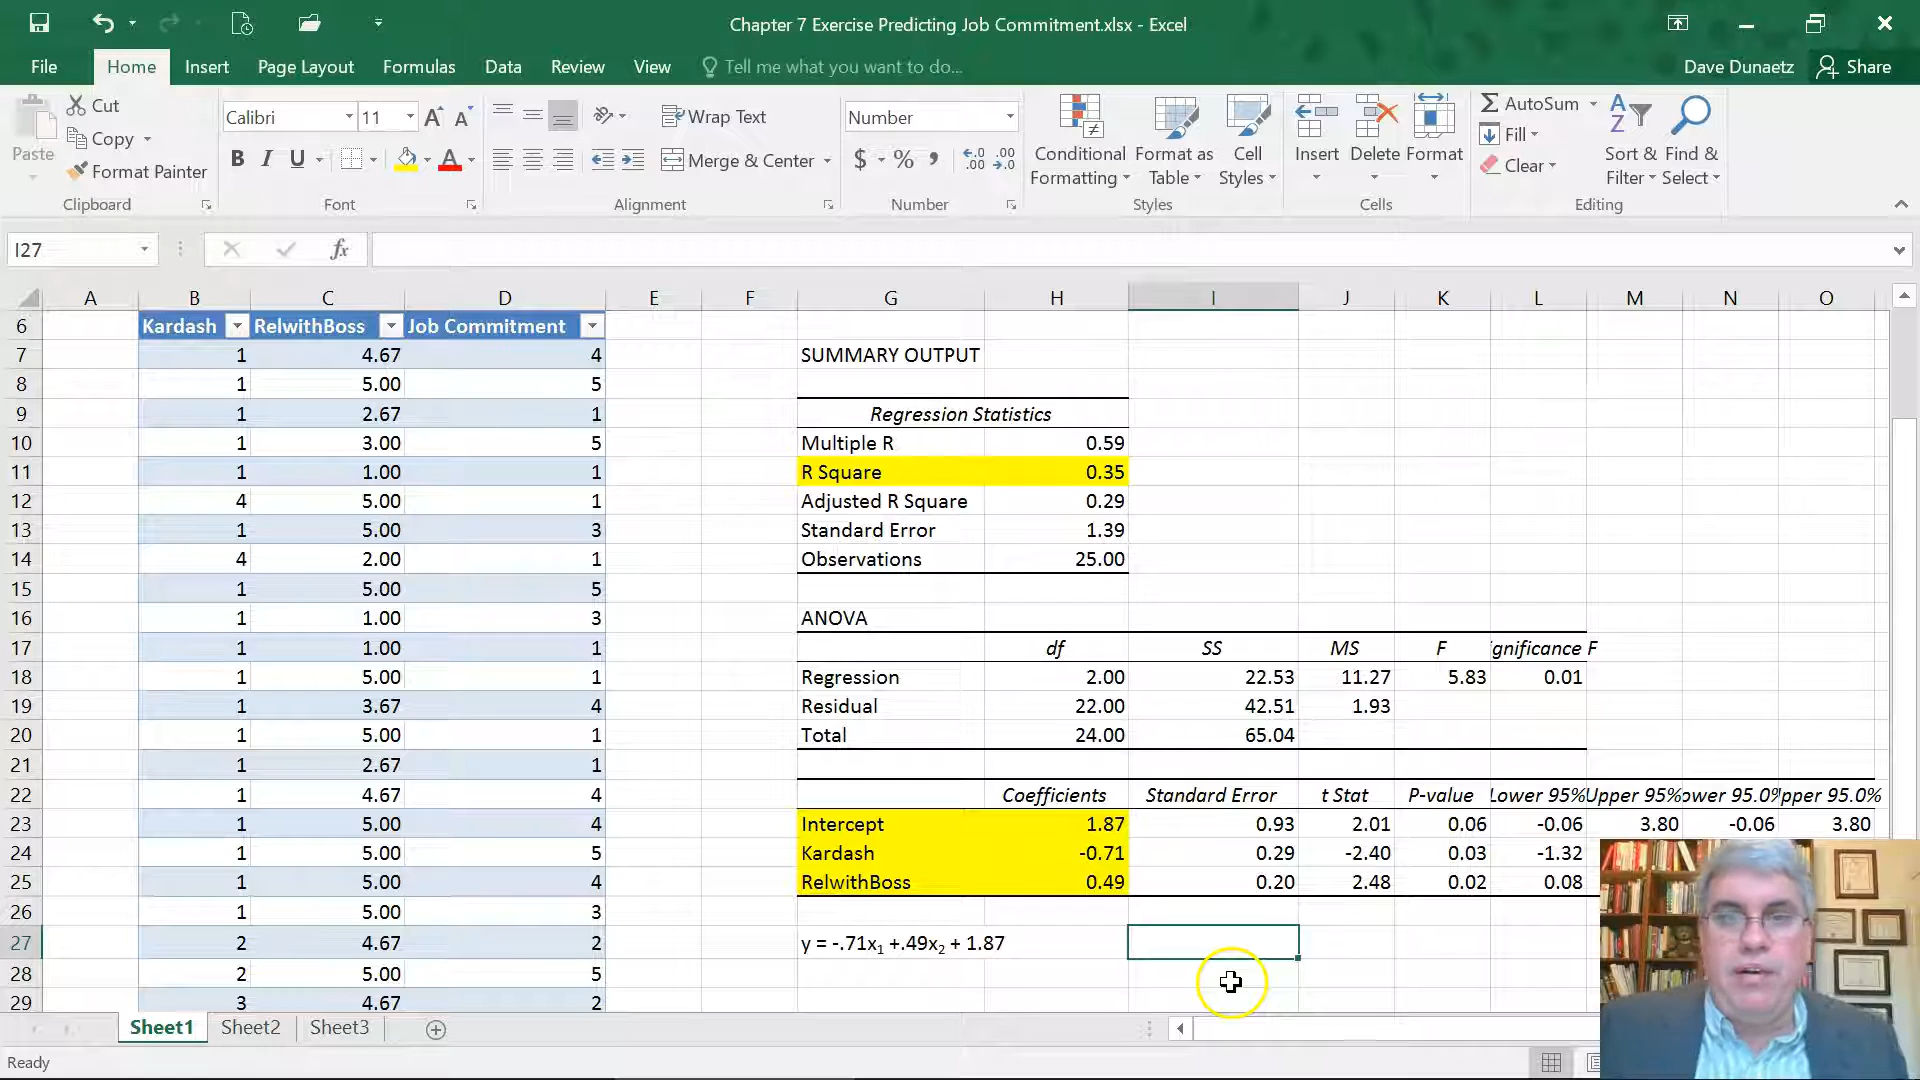 Chapter 7 Exercise Predicting Job Commitment.xlsx - Excel
File Home Insert Page Layout Formulas Data Review View Tell me what you want to do... Dave Dunaetz Share
Paste Cut Copy Format Painter
Clipboard
Calibri 11
B I U A
Font
Wrap Text
Merge & Center
Alignment
Number
$ % ,
Number
Conditional Formatting Format as Table Cell Styles
Styles
Insert Delete Format
Cells
AutoSum
Fill
Clear
Sort & Filter Find & Select
Editing
I27 fx
A B C D E F G H I J K L M N O
6 Kardash RelwithBoss Job Commitment
7 1 4.67 4 SUMMARY OUTPUT
8 1 5.00 5
9 1 2.67 1 Regression Statistics
10 1 3.00 5 Multiple R 0.59
11 1 1.00 1 R Square 0.35
12 4 5.00 1 Adjusted R Square 0.29
13 1 5.00 3 Standard Error 1.39
14 4 2.00 1 Observations 25.00
15 1 5.00 5
16 1 1.00 3 ANOVA
17 1 1.00 1 df SS MS F gnificance F
18 1 5.00 1 Regression 2.00 22.53 11.27 5.83 0.01
19 1 3.67 4 Residual 22.00 42.51 1.93
20 1 5.00 1 Total 24.00 65.04
21 1 2.67 1
22 1 4.67 4 Coefficients Standard Error t Stat P-value Lower 95% Upper 95% ower 95.0% pper 95.0%
23 1 5.00 4 Intercept 1.87 0.93 2.01 0.06 -0.06 3.80 -0.06 3.80
24 1 5.00 5 Kardash -0.71 0.29 -2.40 0.03 -1.32
25 1 5.00 4 RelwithBoss 0.49 0.20 2.48 0.02 0.08
26 1 5.00 3
27 2 4.67 2 y = -.71x₁ +.49x₂ + 1.87
28 2 5.00 5
29 3 4.67 2
Sheet1 Sheet2 Sheet3
Ready